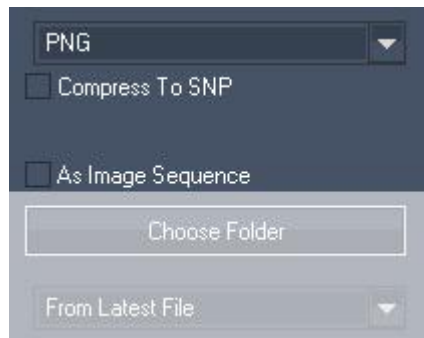 PNG
Compress To SNP
As Image Sequence
Choose Folder
From Latest File